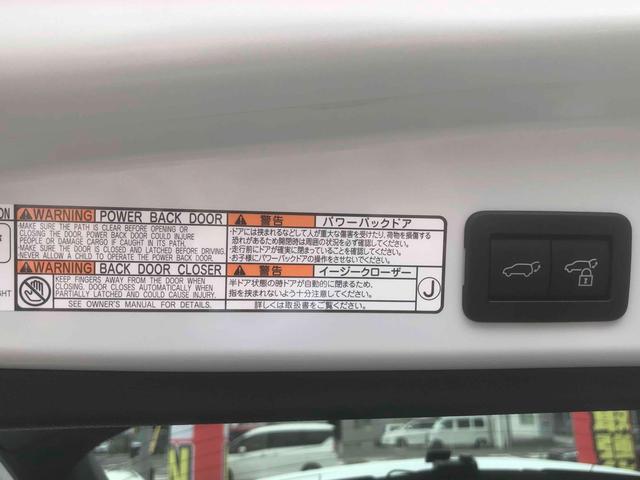 ON
WARNING POWER BACK DOOR
MAKE SURE THE PATH IS CLEAR BEFORE OPENING OR
CLOSING THE DOOR. POWER BACK DOOR COULD INJURE
PEOPLE OR DAMAGE CARGO IF CAUGHT IN ITS PATH.
MAKE SURE THE DOOR IS CLOSED AND LATCHED BEFORE DRIVING.
NEVER ALLOW A CHILD TO OPERATE THE POWER BACK DOOR.
警告 パワーバックドア
・ドアには挟まれるなどして人が重大な傷害を受けたり、荷物を損傷する
恐れがあるため開閉時は周囲の状況を必ず確認してください。
・走行前にドアが確実に閉まっていることを必ず確認してください。
・お子様にパワーバックドアの操作をさせないでください。
WARNING BACK DOOR CLOSER
KEEP FINGERS AWAY FROM THE DOOR WHEN
CLOSING. DOOR CLOSES AUTOMATICALLY WHEN
PARTIALLY LATCHED AND COULD CAUSE INJURY.
SEE OWNER'S MANUAL FOR DETAILS.
警告 イージークローザー
半ドア状態の時ドアが自動的に閉まるため、
指を挟まれないよう十分注意してください。
詳しくは取扱書をご覧ください。
J
GHT